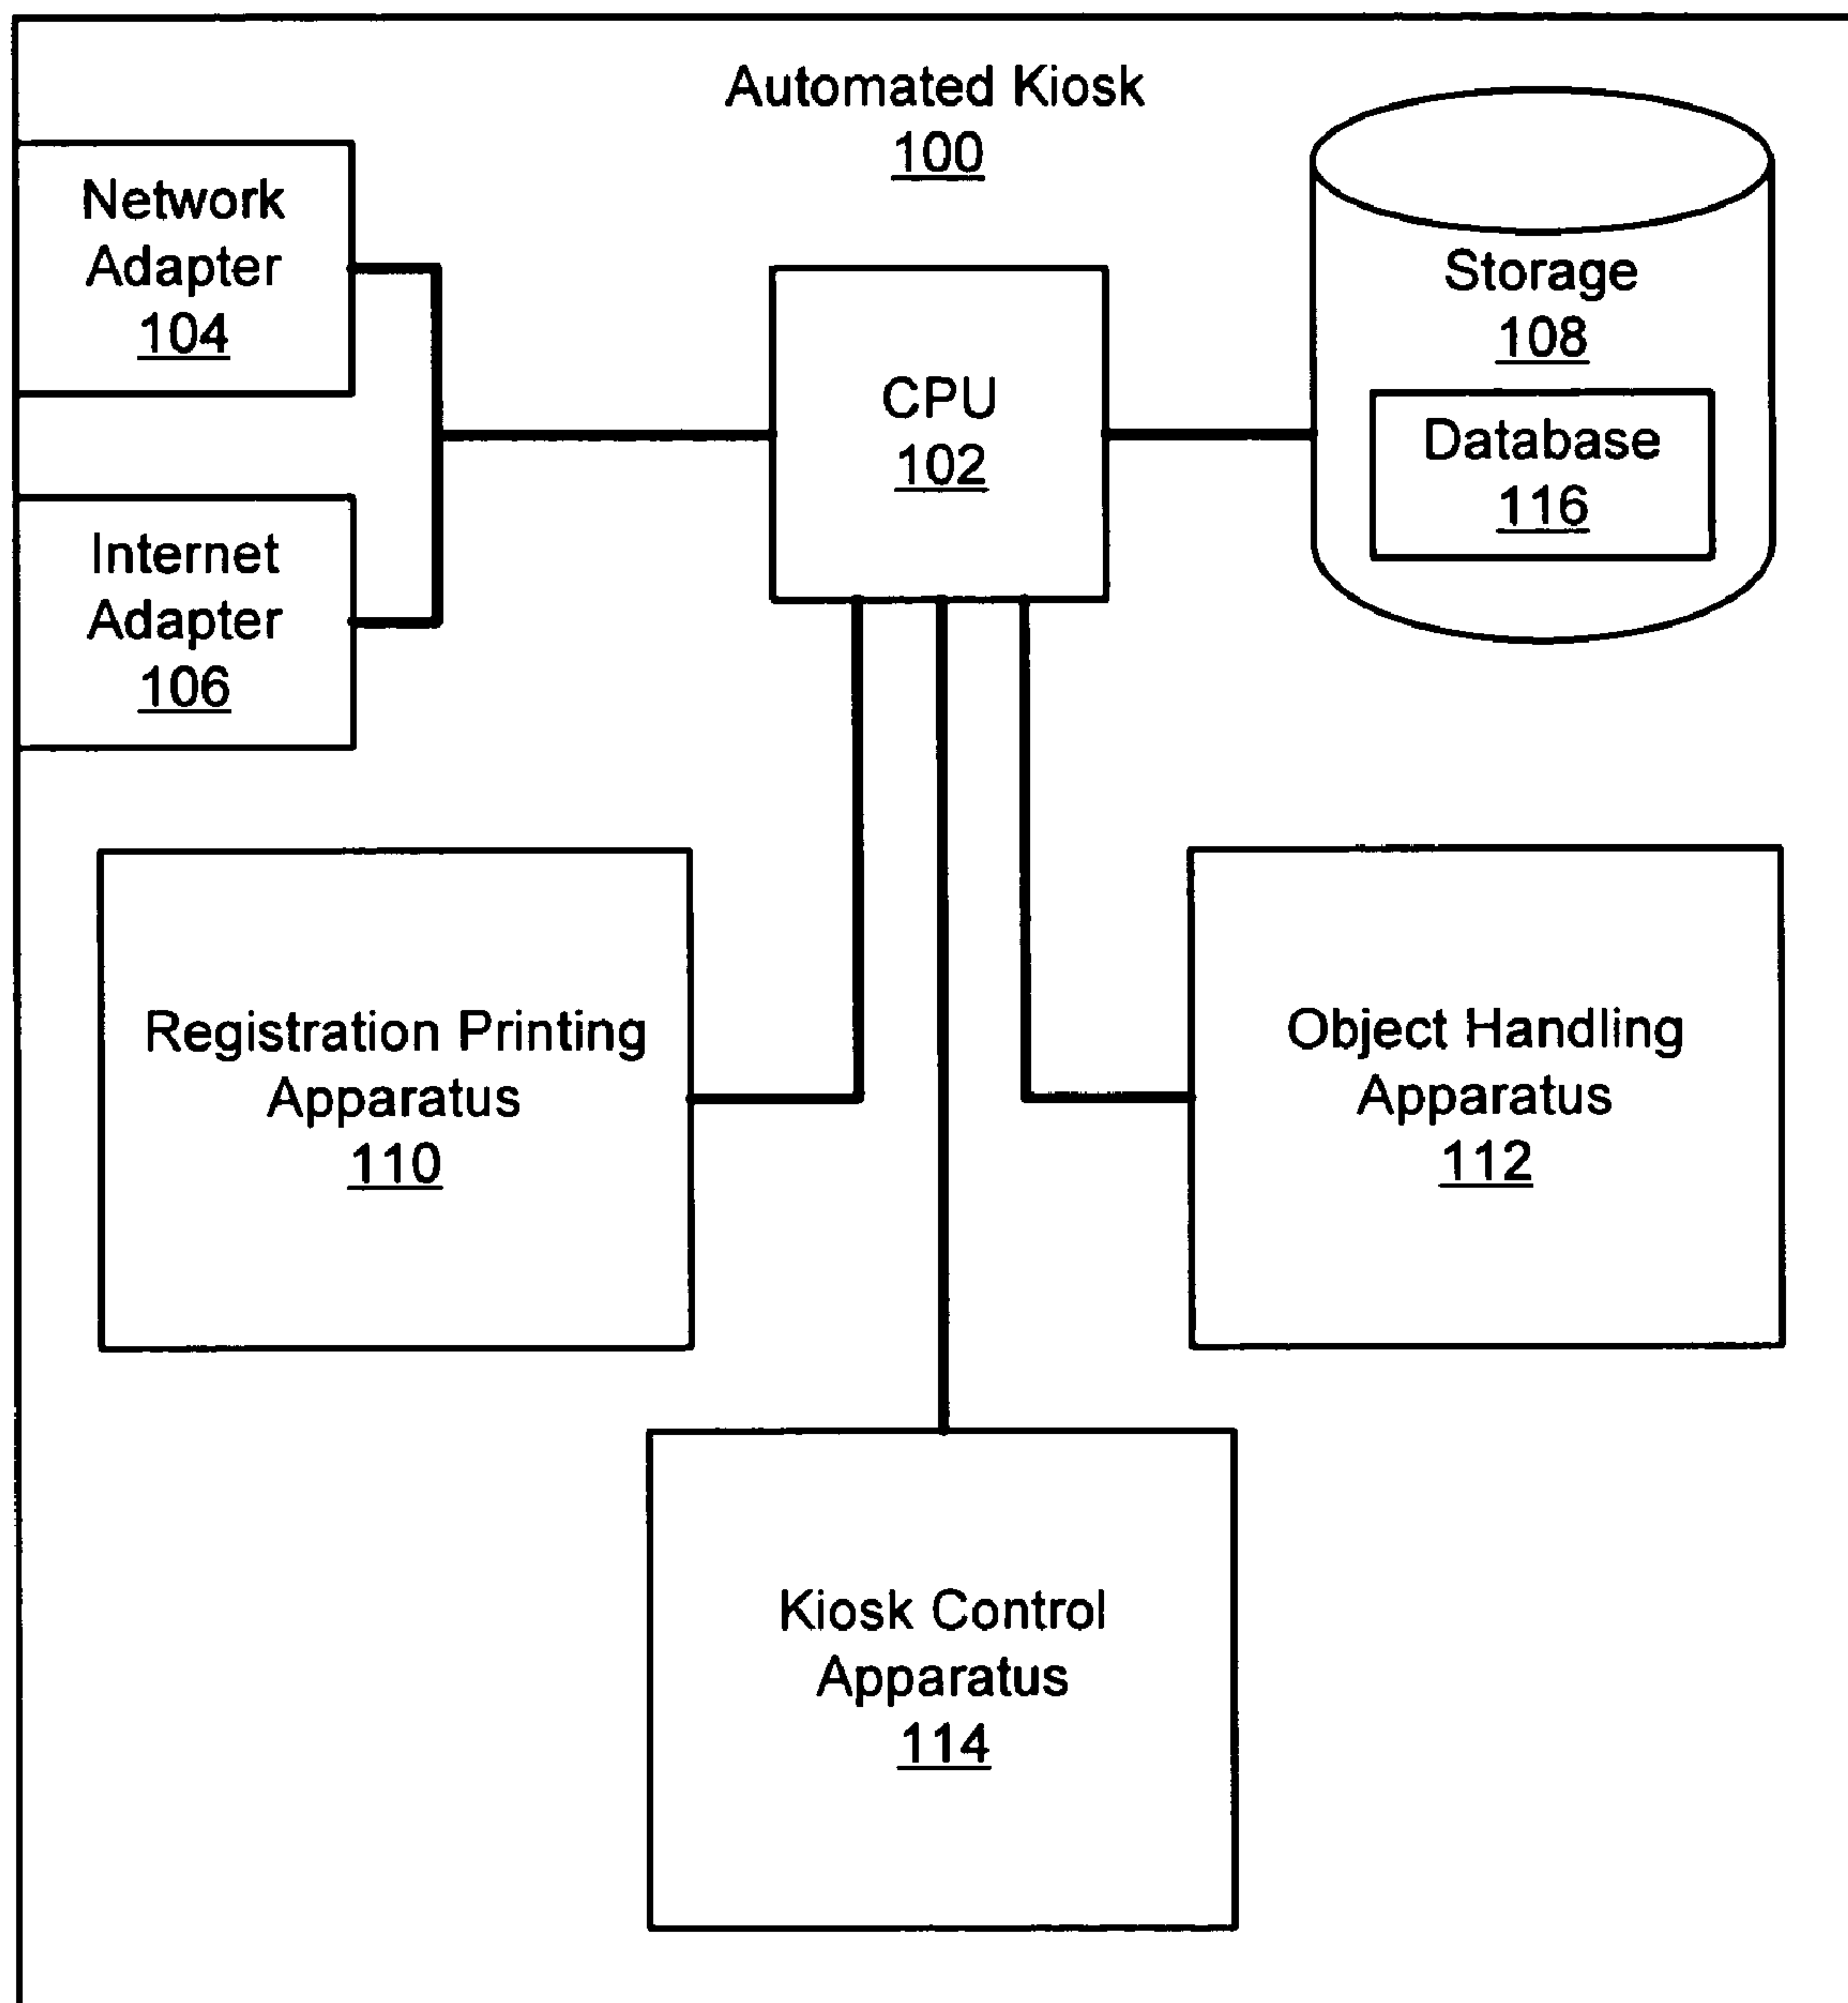 Automated Kiosk
100
Network
Adapter
104
Storage
108
CPU
102
Database
116
Internet
Adapter
106
Registration Printing
Apparatus
110
Object Handling
Apparatus
112
Kiosk Control
Apparatus
114